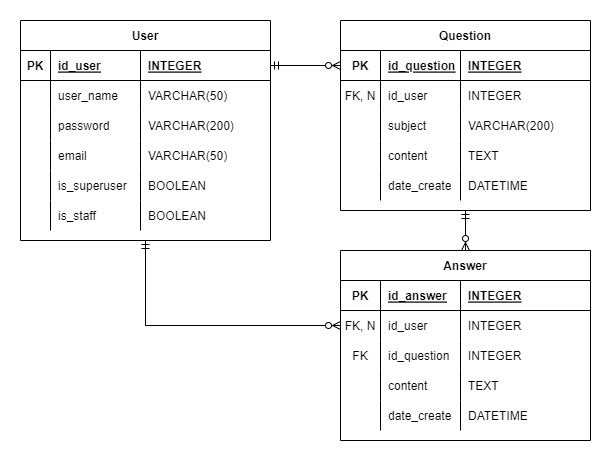 User
PK id_user INTEGER
user_name VARCHAR(50)
password VARCHAR(200)
email VARCHAR(50)
is_superuser BOOLEAN
is_staff BOOLEAN
Question
PK id_question INTEGER
FK, N id_user INTEGER
subject VARCHAR(200)
content TEXT
date_create DATETIME
Answer
PK id_answer INTEGER
FK, N id_user INTEGER
FK id_question INTEGER
content TEXT
date_create DATETIME